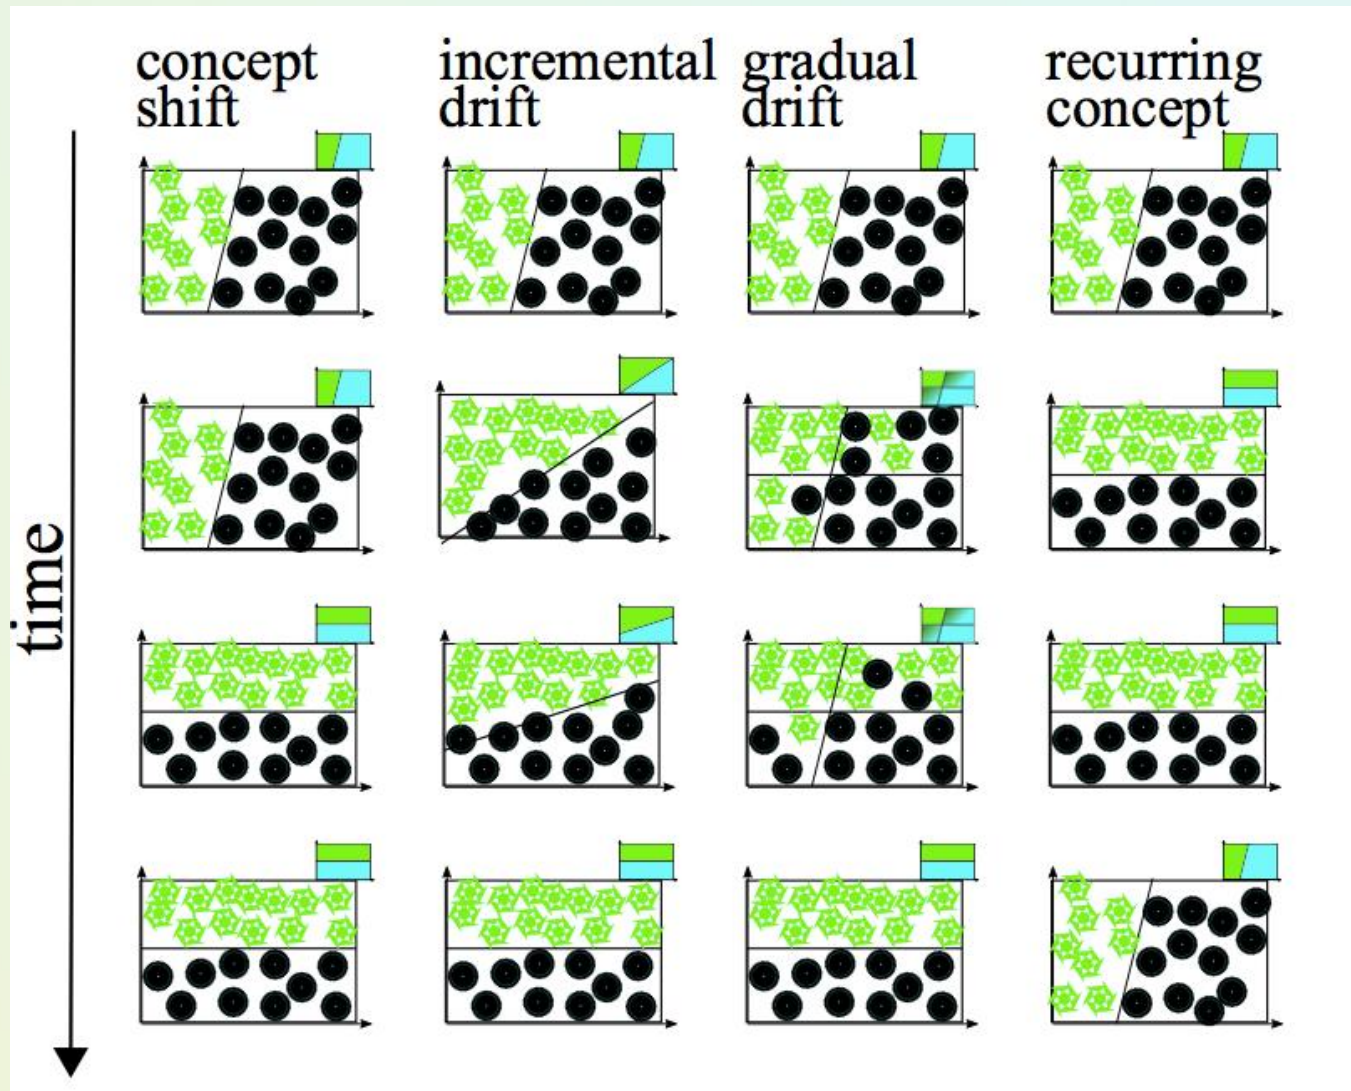 concept
shift
incremental
drift
gradual
drift
recurring
concept
time